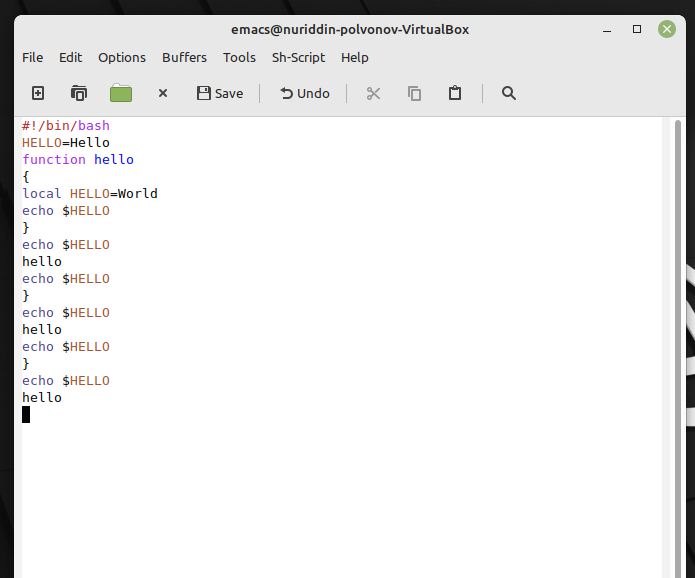 emacs@nuriddin-polvonov-VirtualBox
File Edit Options Buffers Tools Sh-Script Help
Save Undo
#!/bin/bash
HELLO=Hello
function hello
{
local HELLO=World
echo $HELLO
}
echo $HELLO
hello
echo $HELLO
}
echo $HELLO
hello
echo $HELLO
}
echo $HELLO
hello